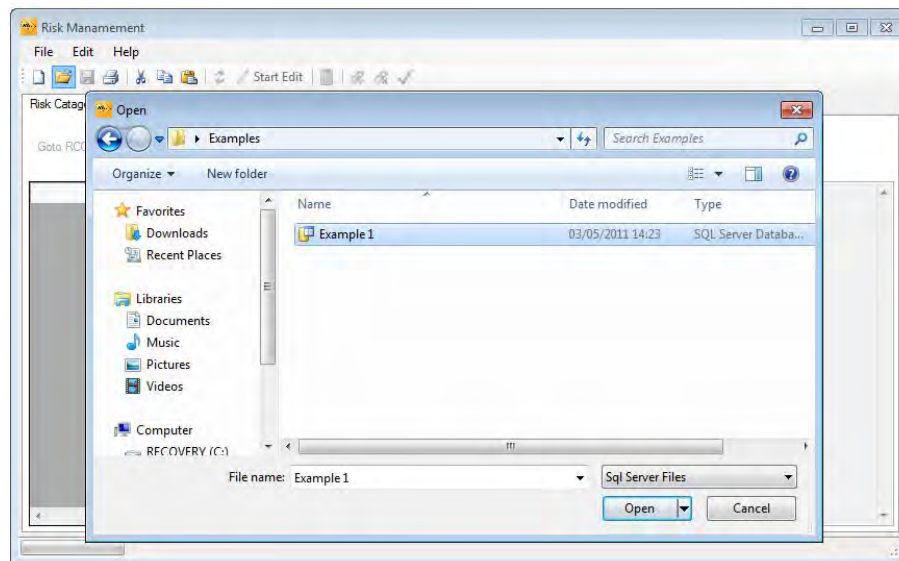 Risk Manamement
File Edit Help
Start Edit
Risk Catag
Open
Examples
Search Examples
Organize New folder
Favorites
Downloads
Recent Places
Libraries
Documents
Music
Pictures
Videos
Computer
RECOVERY (C:)
Name Date modified Type
Example 1 03/05/2011 14:23 SQL Server Databa...
File name: Example 1
Sql Server Files
Open Cancel